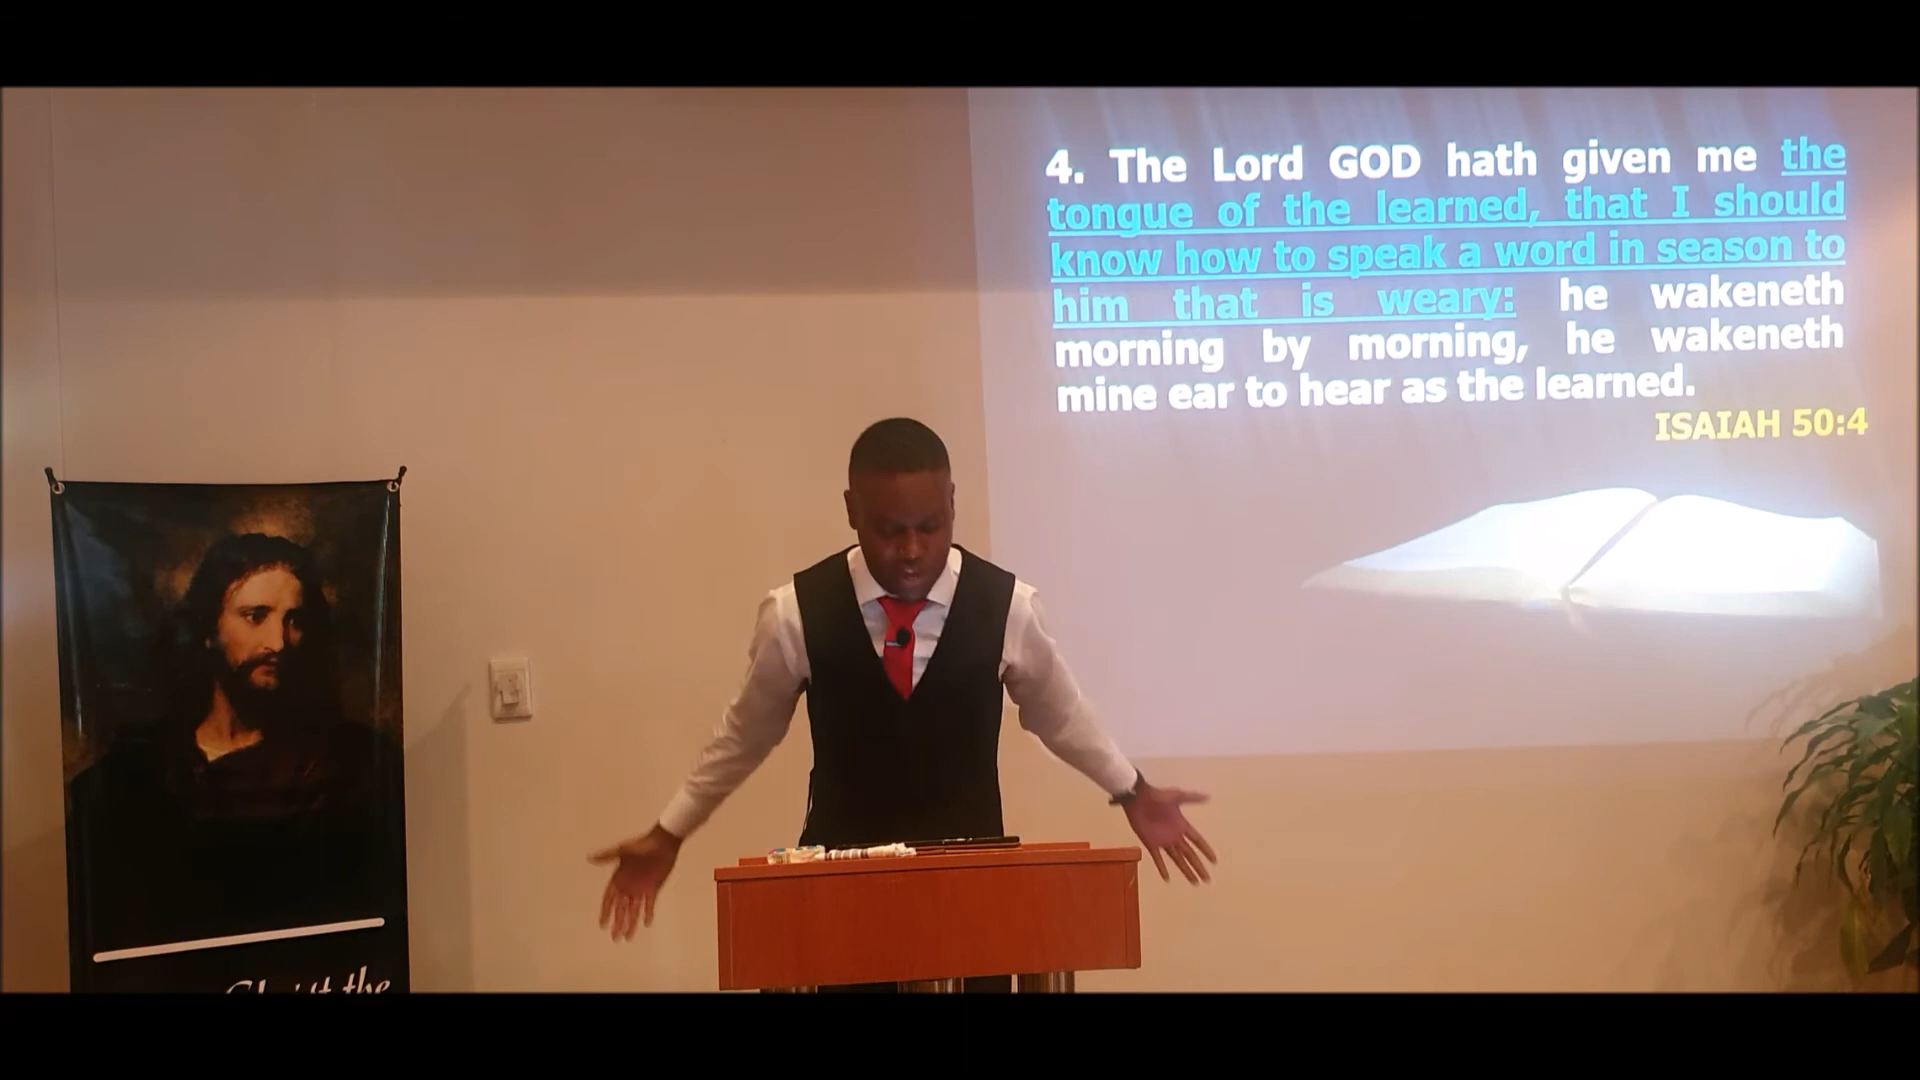 4. The Lord GOD hath given me the
tongue of the learned, that I should
know how to speak a word in season to
him that is weary: he wakeneth
morning by morning, he wakeneth
mine ear to hear as the learned.
ISAIAH 50:4
Christ the